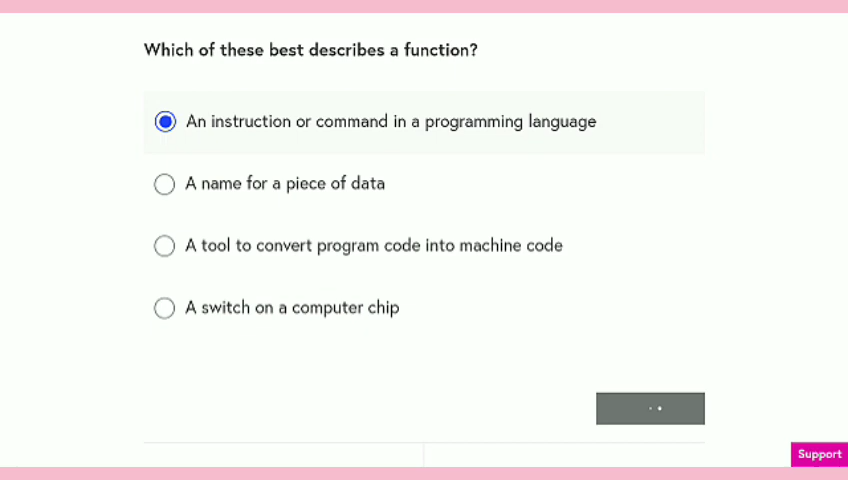 Which of these best describes a function?
An instruction or command in a programming language
A name for a piece of data
A tool to convert program code into machine code
A switch on a computer chip
Support